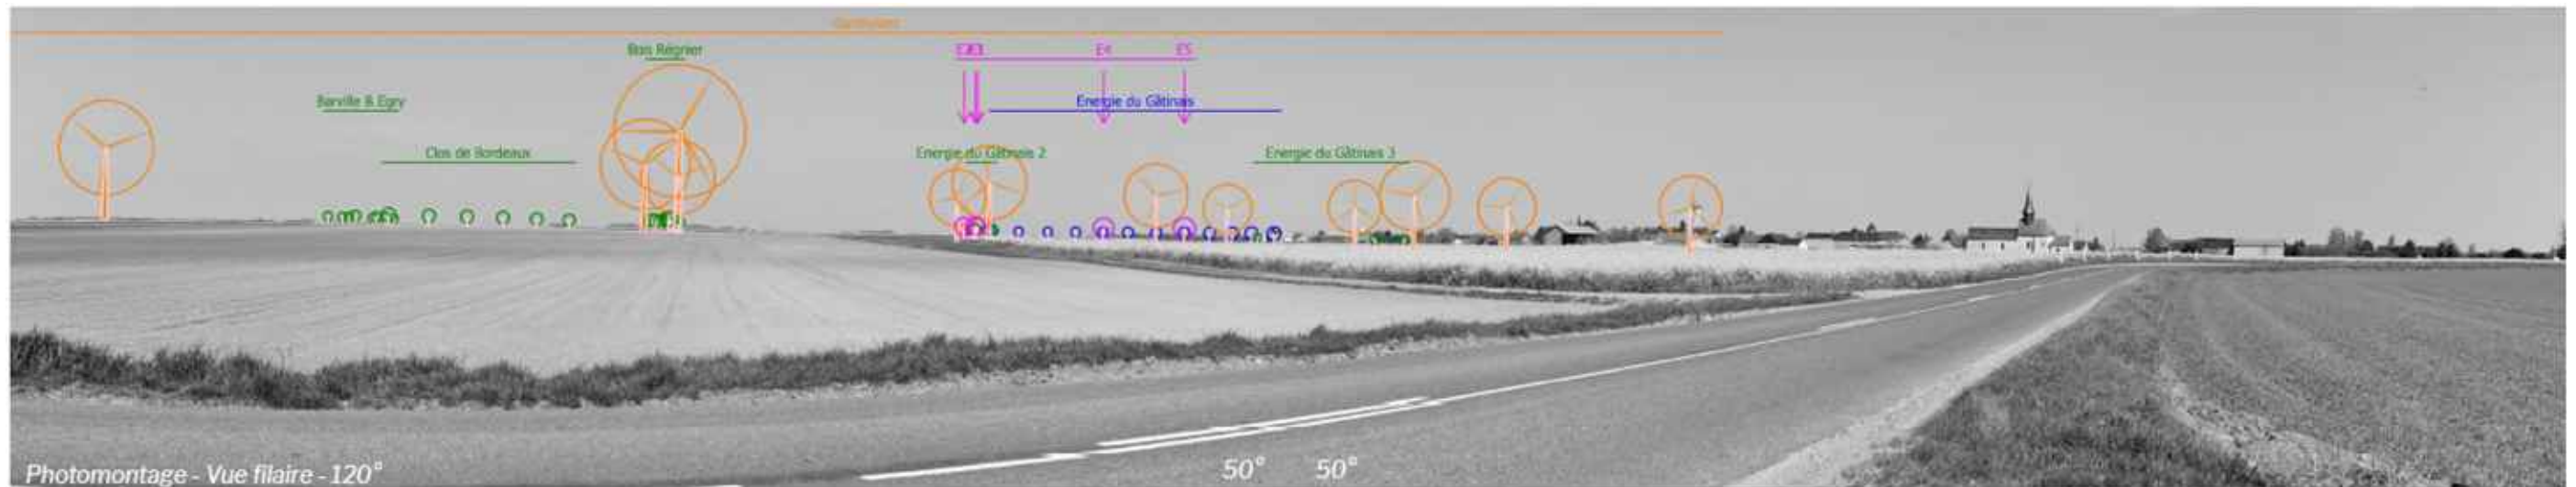 Bois Régnier
E4 E5
Barville & Egry
Energie du Gâtinais
Clos de Bordeaux
Energie du Gâtinais 2
Energie du Gâtinais 3
Photomontage - Vue filaire - 120°
50° 50°